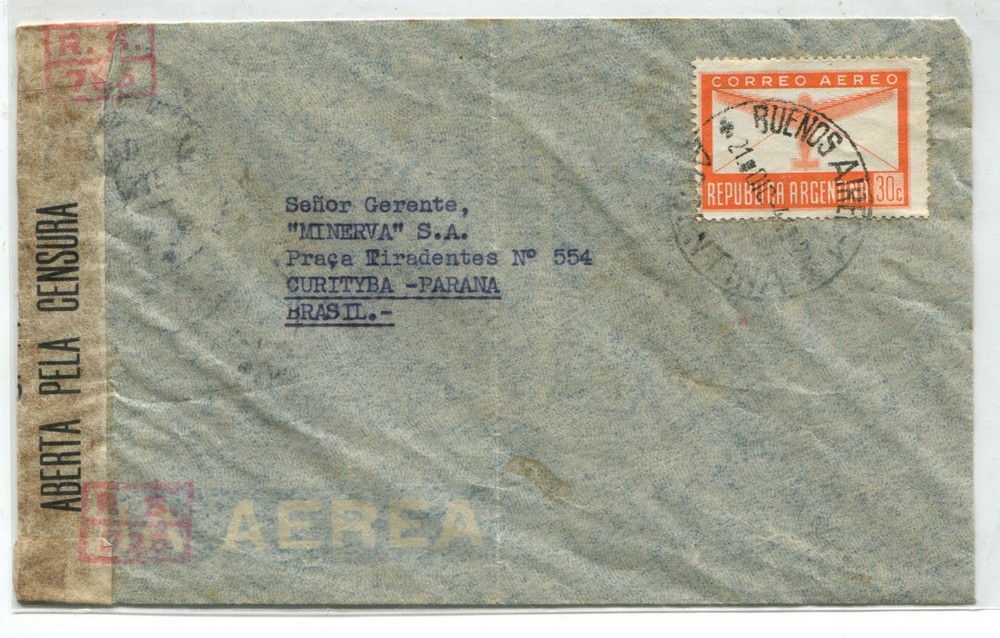 R. S.
CORREO AEREO
BUENOS AIRE
REPUBLICA ARGENTINA 30c
Señor Gerente,
"MINERVA" S.A.
Praça Tiradentes Nº 554
CURITYBA -PARANA
BRASIL.-
ABERTA PELA CENSURA
R. S.
AEREA